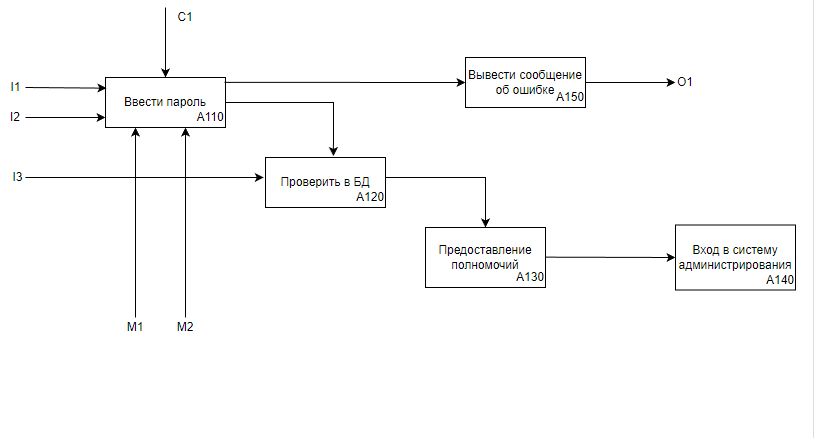 C1
I1
I2
Ввести пароль
A110
Вывести сообщение
об ошибке
A150
O1
I3
Проверить в БД
A120
Предоставление
полномочий
A130
Вход в систему
администрирования
A140
M1
M2